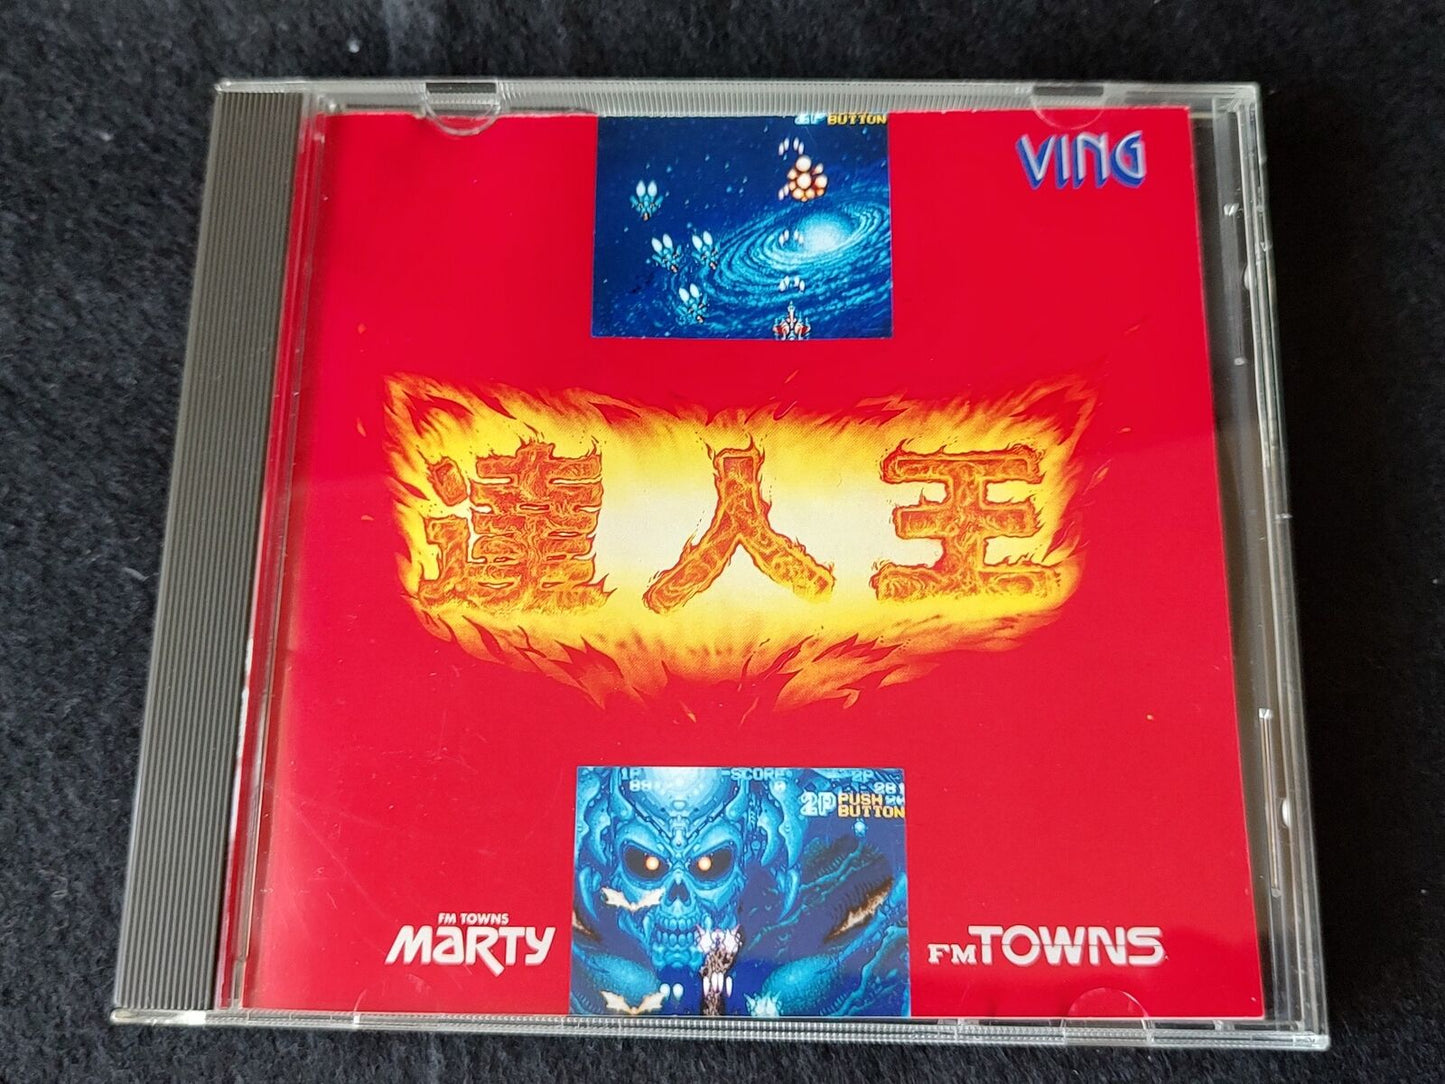 2P BUTTON
VING
達人王
1P -SCORE- 2P
2P PUSH
BUTTON
FM TOWNS
MARTY
FM TOWNS